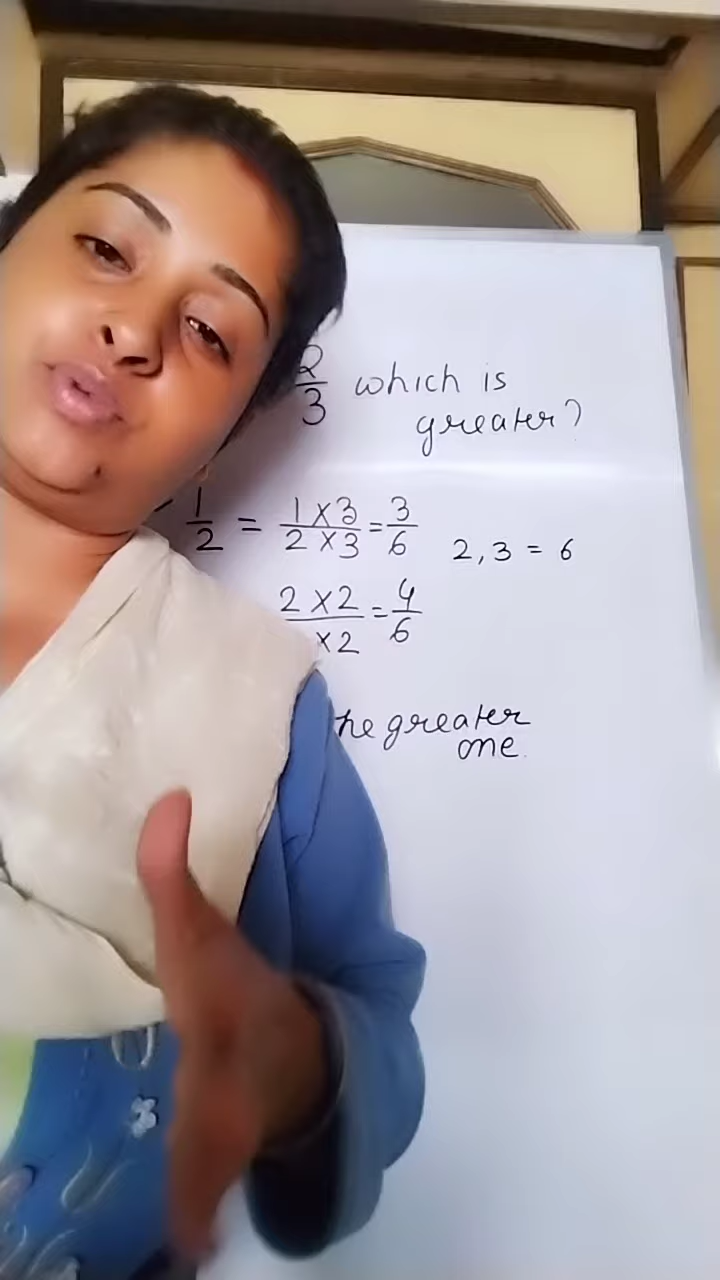 2/3 which is
greater?
1/2 = 1 x 3 / 2 x 3 = 3/6
2, 3 = 6
2 x 2 / x 2 = 4/6
he greater
one.